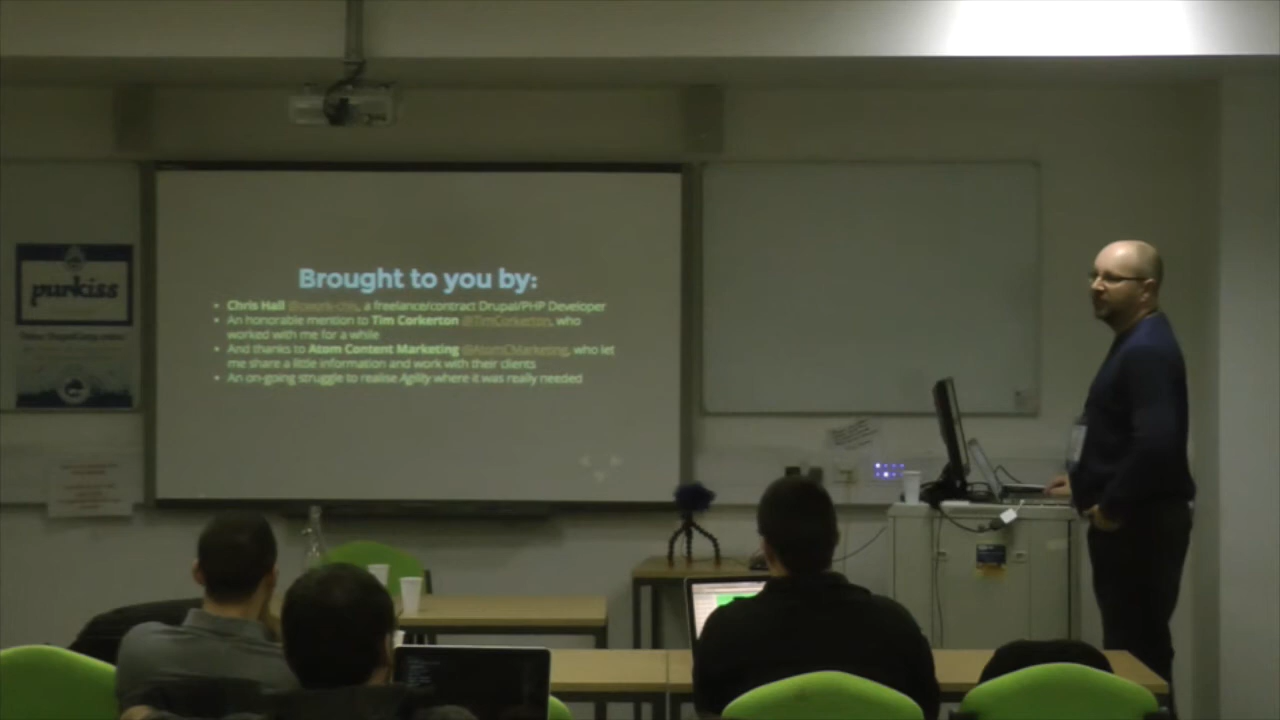 Brought to you by:
Chris Hall @owork-chis, a freelance/contract Drupal/PHP Developer
An honorable mention to Tim Corkerton @TimCorkerton, who
worked with me for a while
And thanks to Atom Content Marketing @AtomCMarketing, who let
me share a little information and work with their clients
An on-going struggle to realise Agility where it was really needed
purkiss